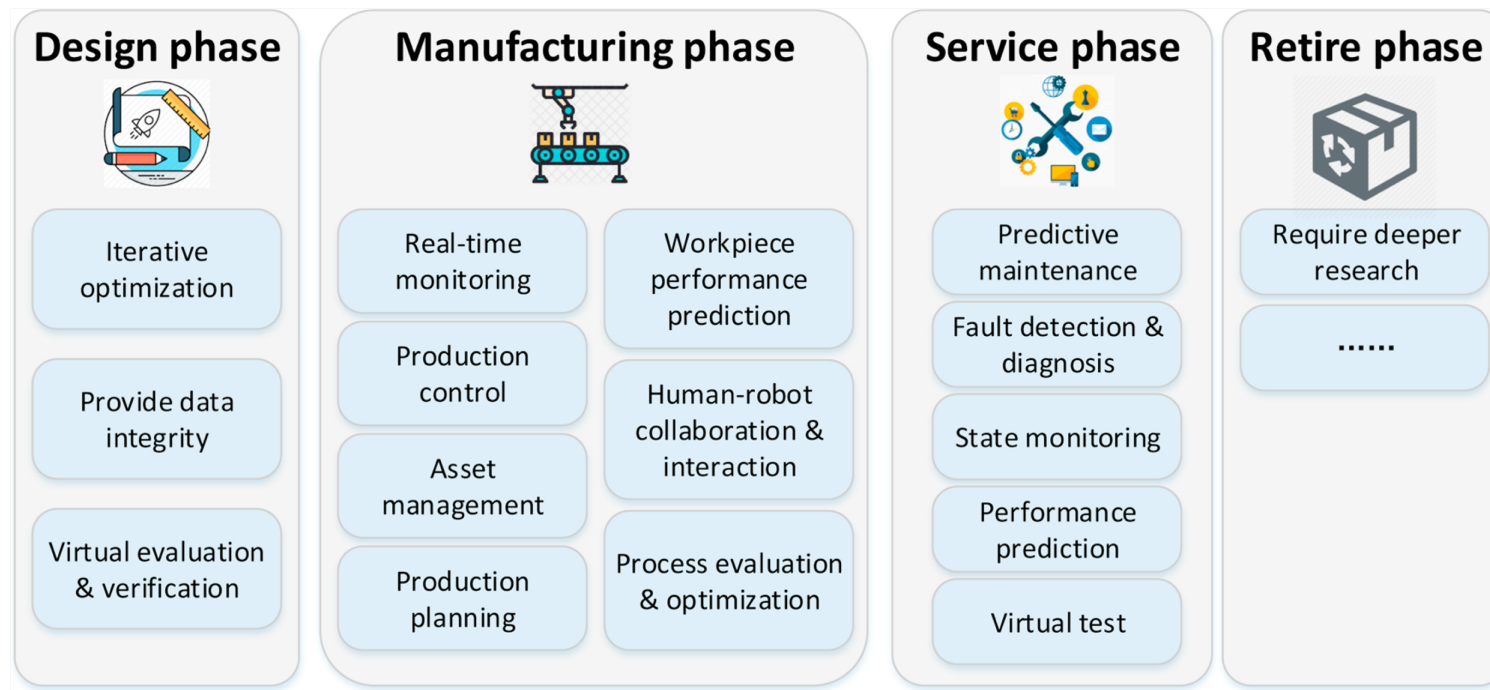 Design phase
Iterative
optimization
Provide data
integrity
Virtual evaluation
& verification
Manufacturing phase
Real-time
monitoring
Production
control
Asset
management
Production
planning
Workpiece
performance
prediction
Human-robot
collaboration &
interaction
Process evaluation
& optimization
Service phase
Predictive
maintenance
Fault detection &
diagnosis
State monitoring
Performance
prediction
Virtual test
Retire phase
Require deeper
research
......